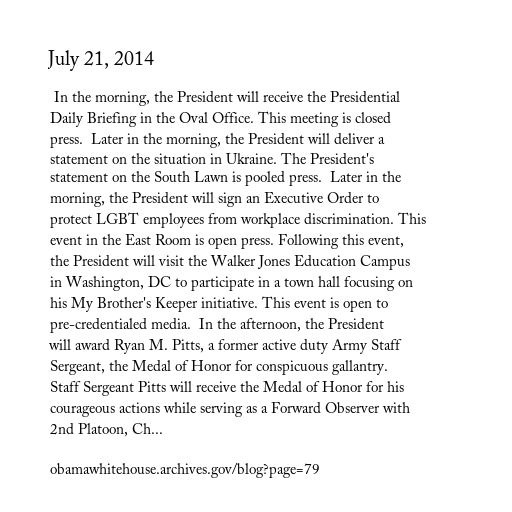 July 21, 2014
In the morning, the President will receive the Presidential
Daily Briefing in the Oval Office. This meeting is closed
press.  Later in the morning, the President will deliver a
statement on the situation in Ukraine. The President's
statement on the South Lawn is pooled press.  Later in the
morning, the President will sign an Executive Order to
protect LGBT employees from workplace discrimination. This
event in the East Room is open press. Following this event,
the President will visit the Walker Jones Education Campus
in Washington, DC to participate in a town hall focusing on
his My Brother's Keeper initiative. This event is open to
pre-credentialed media.  In the afternoon, the President
will award Ryan M. Pitts, a former active duty Army Staff
Sergeant, the Medal of Honor for conspicuous gallantry.
Staff Sergeant Pitts will receive the Medal of Honor for his
courageous actions while serving as a Forward Observer with
2nd Platoon, Ch...
obamawhitehouse.archives.gov/blog?page=79